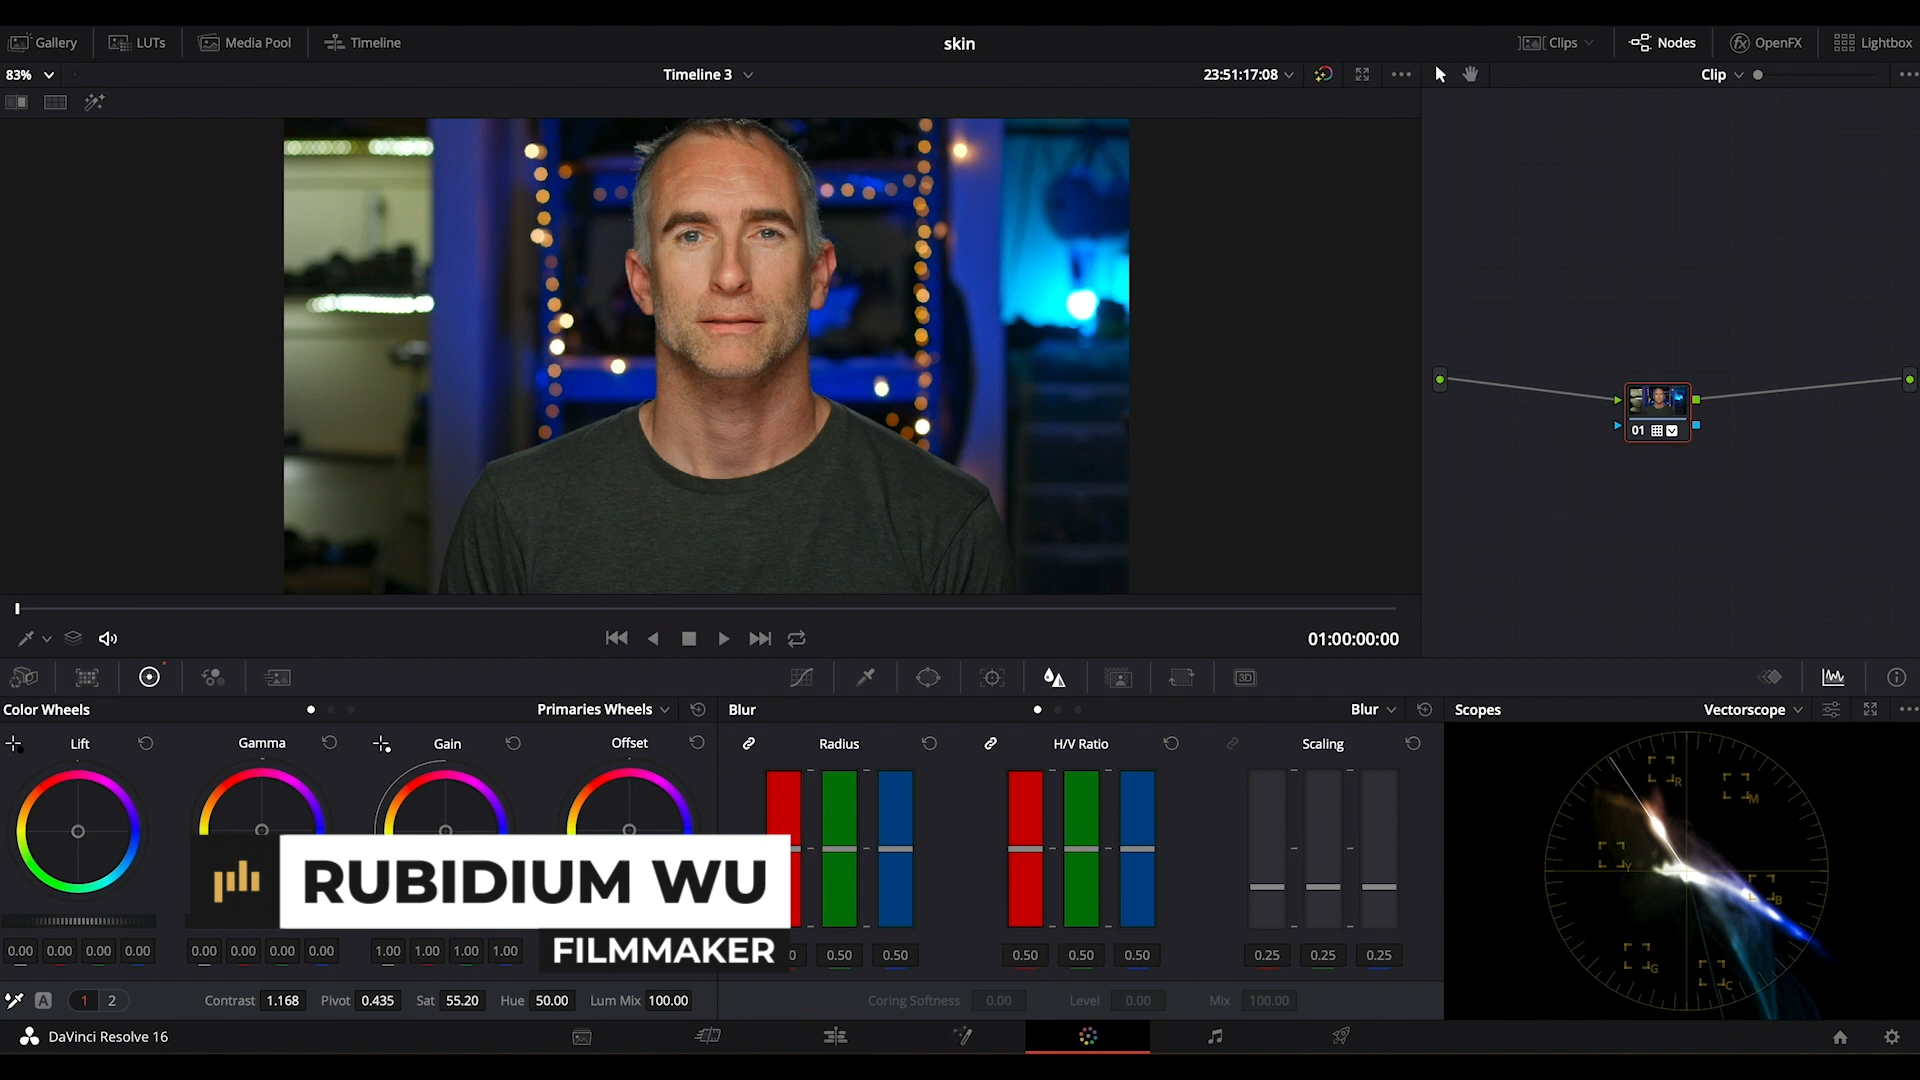 Gallery LUTs Media Pool Timeline skin Clips Nodes OpenFX Lightbox
83% Timeline 3 23:51:17:08 Clip
01
01:00:00:00
3D
Color Wheels Primaries Wheels Blur Blur Scopes Vectorscope
Lift Gamma Gain Offset Radius H/V Ratio Scaling
R
M
Y
B
G
C
RUBIDIUM WU
FILMMAKER
0.00 0.00 0.00 0.00 0.00 0.00 0.00 0.00 1.00 1.00 1.00 1.00 0 0.50 0.50 0.50 0.50 0.50 0.25 0.25 0.25
A 1 2 Contrast 1.168 Pivot 0.435 Sat 55.20 Hue 50.00 Lum Mix 100.00 Coring Softness 0.00 Level 0.00 Mix 100.00
DaVinci Resolve 16